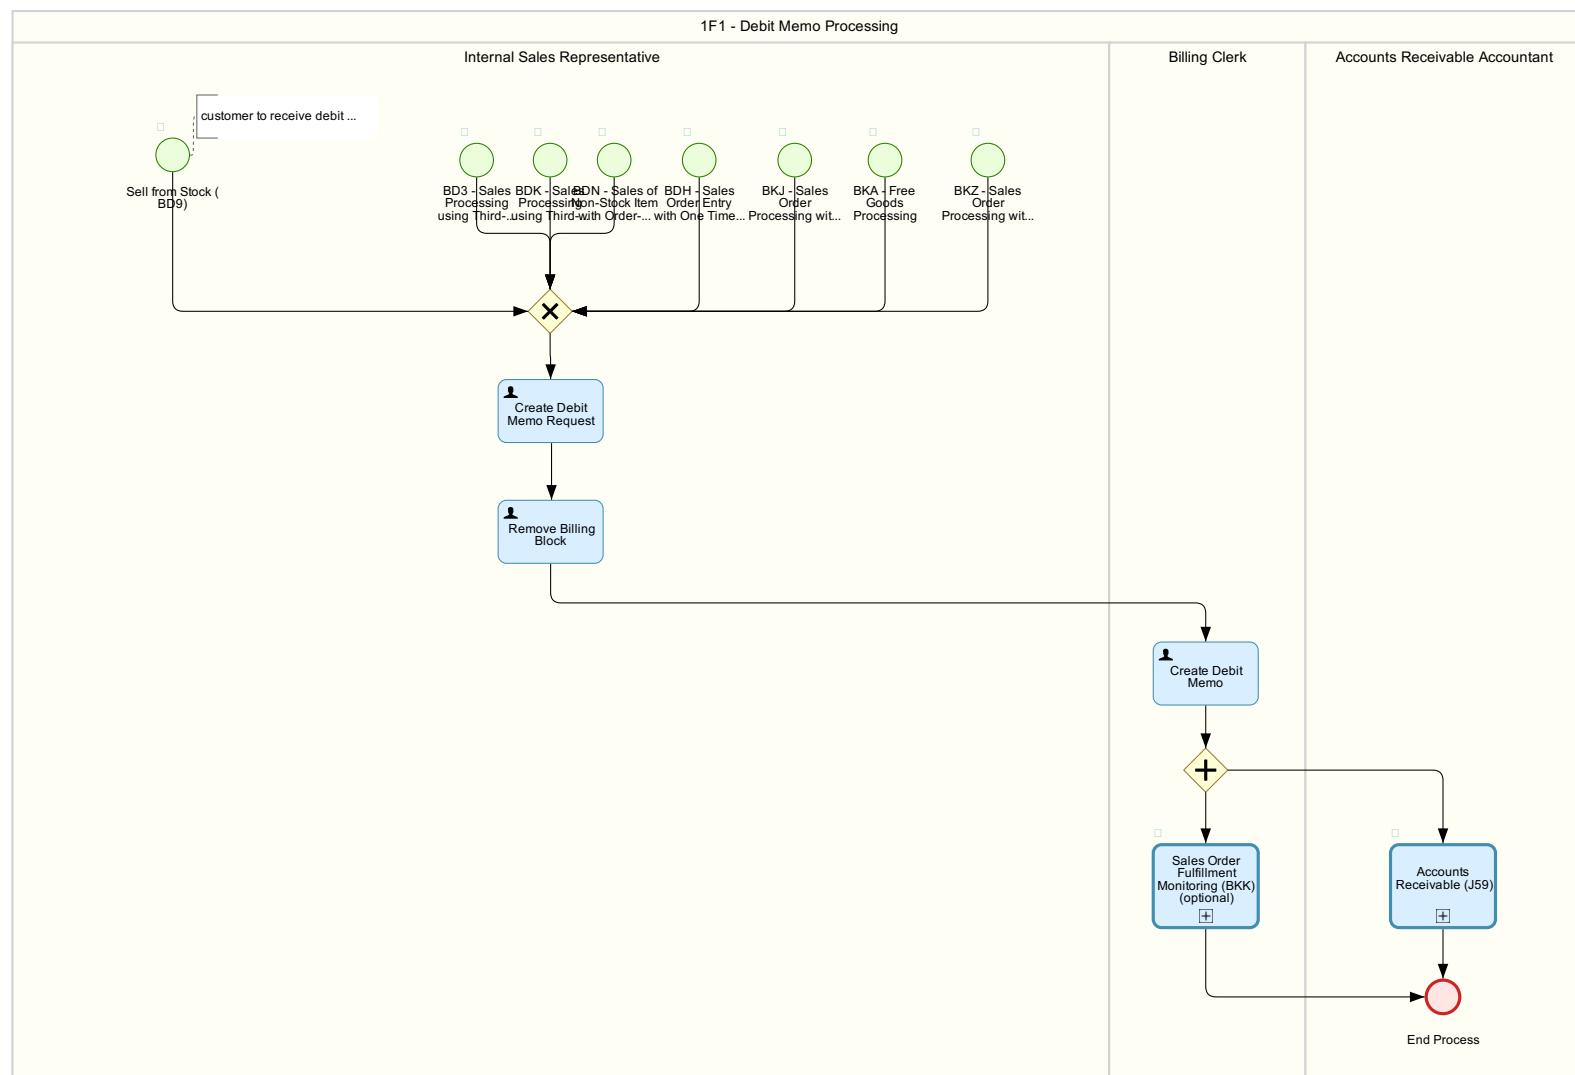 1F1 - Debit Memo Processing
Internal Sales Representative
Billing Clerk
Accounts Receivable Accountant
customer to receive debit ...
Sell from Stock (
BD9)
BD3 - Sales
Processing
using Third-...
BDK - Sales
Processing
using Third-...
BDN - Sales of
Non-Stock Item
with Order-...
BDH - Sales
Order Entry
with One Time...
BKJ - Sales
Order
Processing wit...
BKA - Free
Goods
Processing
BKZ - Sales
Order
Processing wit...
Create Debit
Memo Request
Remove Billing
Block
Create Debit
Memo
Sales Order
Fulfillment
Monitoring (BKK)
(optional)
Accounts
Receivable (J59)
End Process